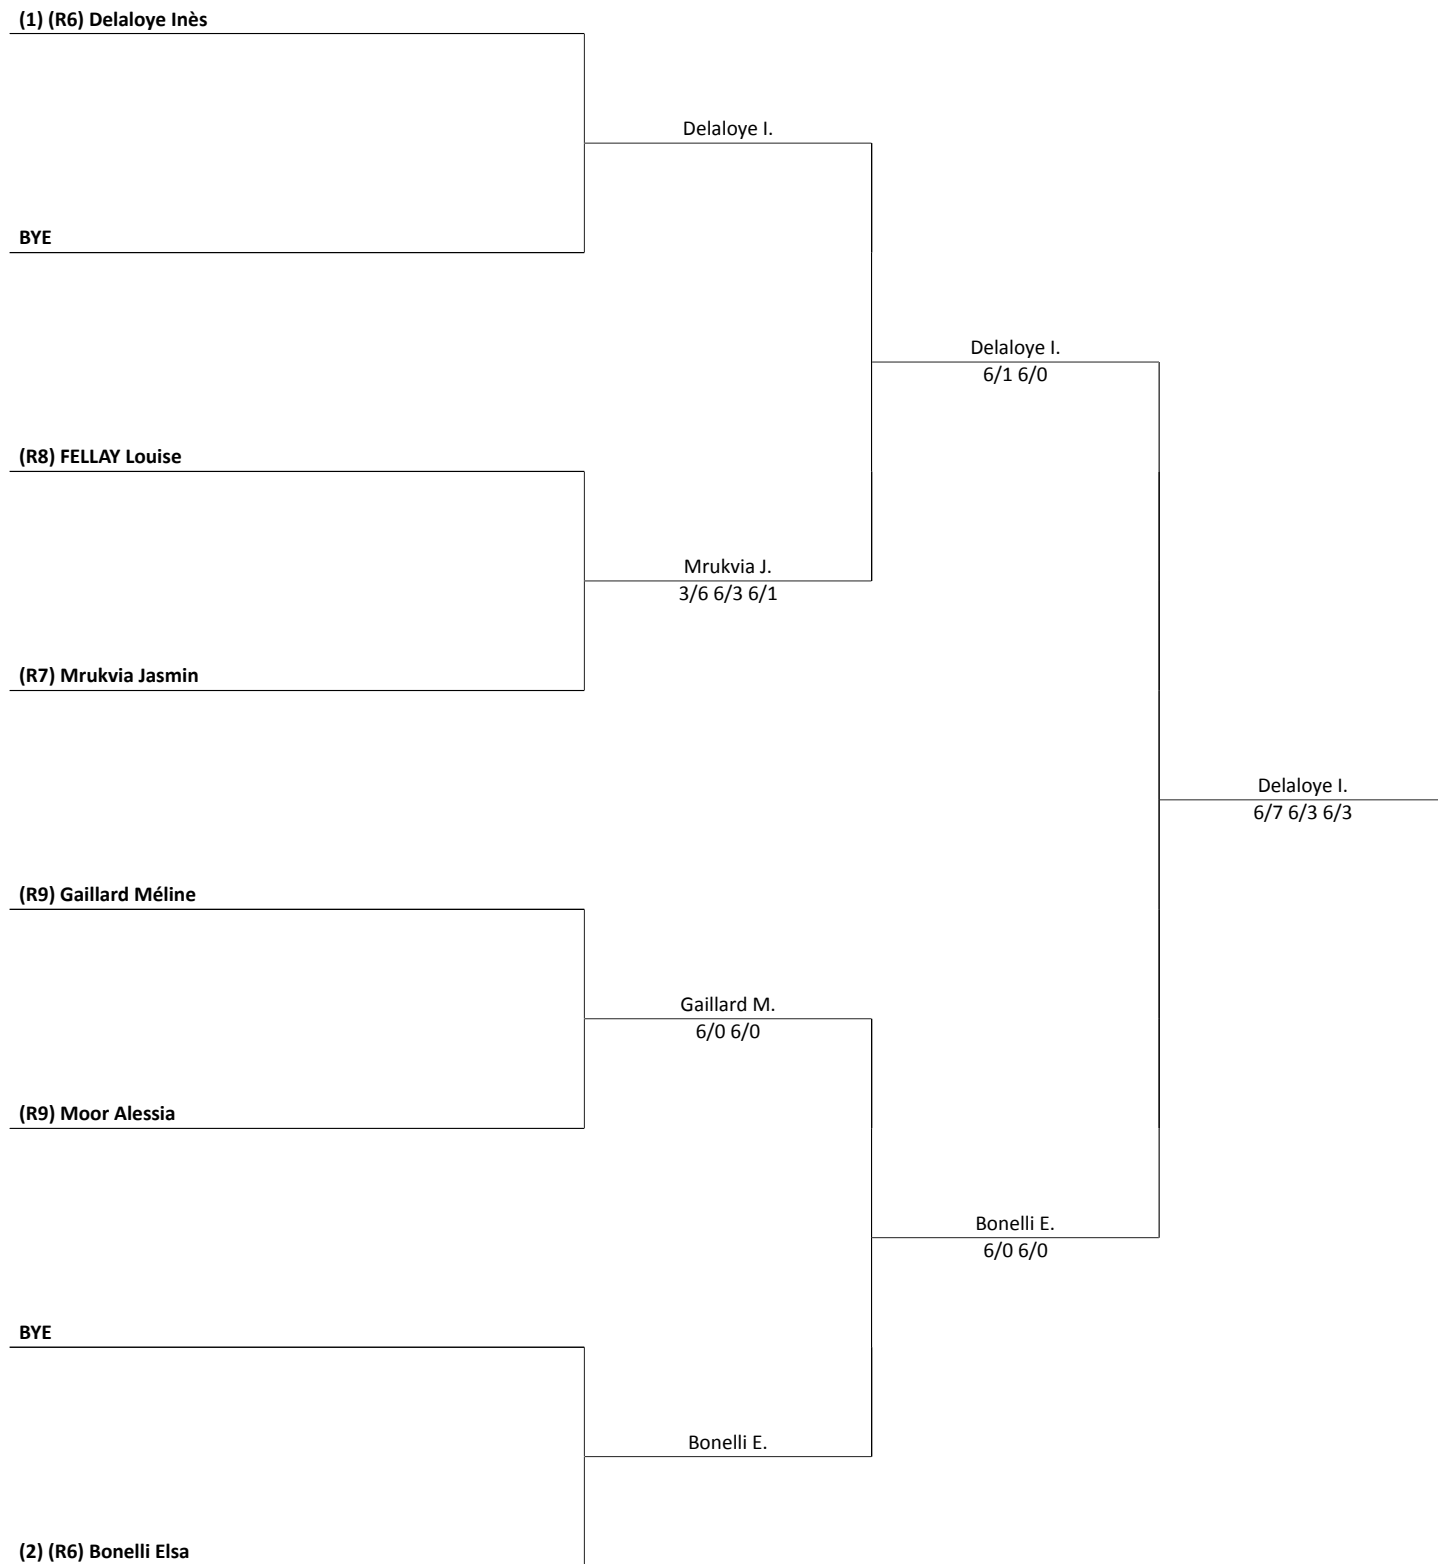 (1) (R6) Delaloye Inès
Delaloye I.
BYE
Delaloye I.
6/1 6/0
(R8) FELLAY Louise
Mrukvia J.
3/6 6/3 6/1
(R7) Mrukvia Jasmin
Delaloye I.
6/7 6/3 6/3
(R9) Gaillard Méline
Gaillard M.
6/0 6/0
(R9) Moor Alessia
Bonelli E.
6/0 6/0
BYE
Bonelli E.
(2) (R6) Bonelli Elsa